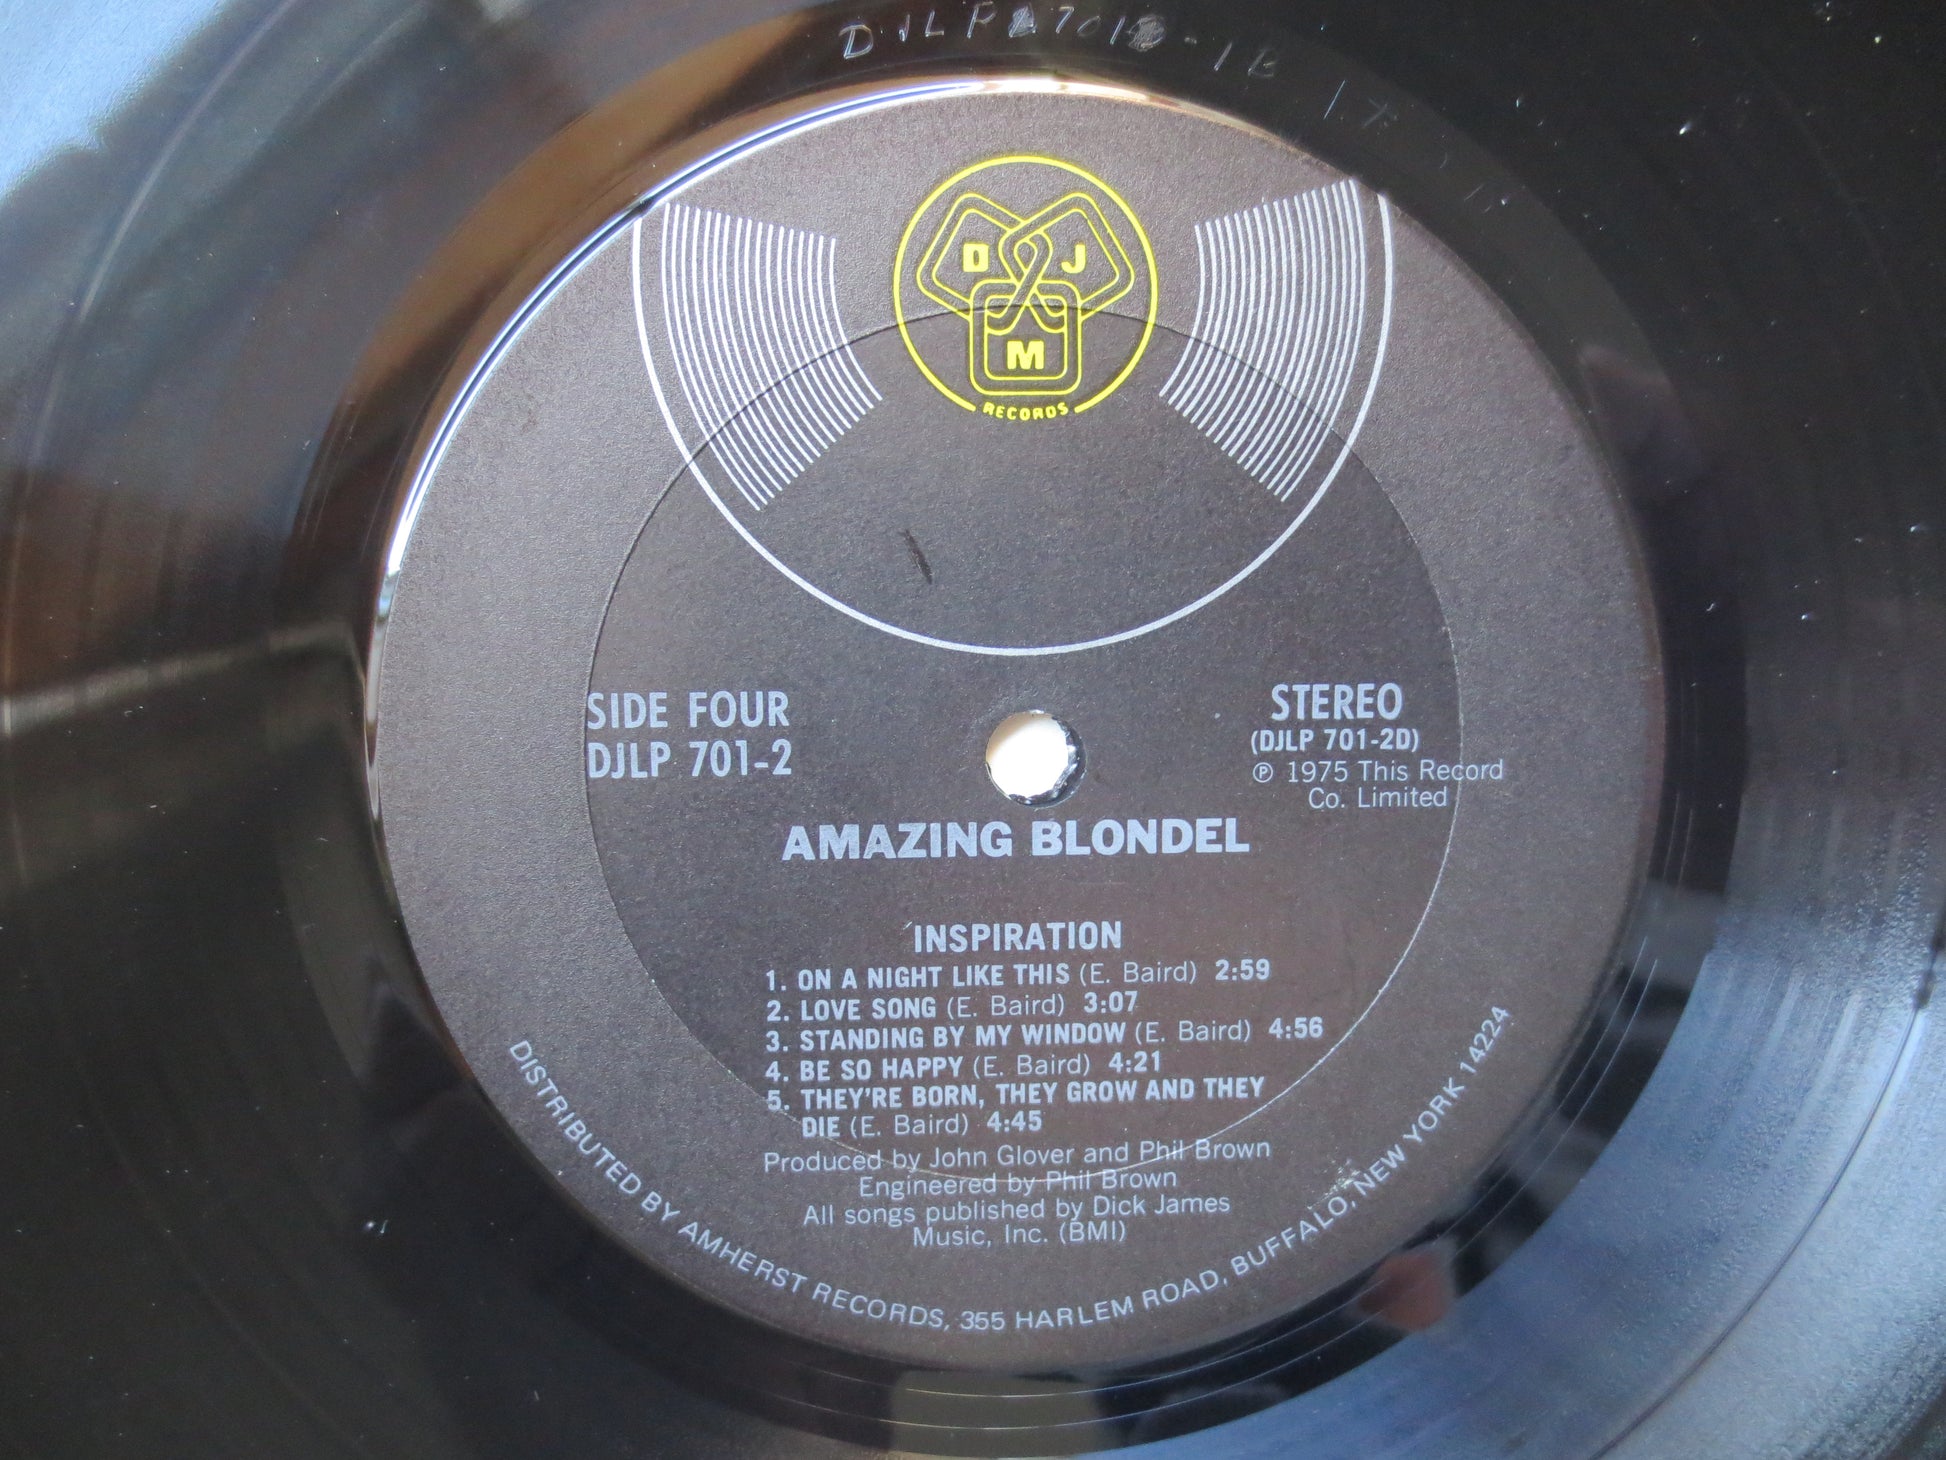 D J
M
RECORDS
SIDE FOUR
DJLP 701-2
STEREO
(DJLP 701-2D)
℗ 1975 This Record
Co. Limited
AMAZING BLONDEL
INSPIRATION
1. ON A NIGHT LIKE THIS (E. Baird) 2:59
2. LOVE SONG (E. Baird) 3:07
3. STANDING BY MY WINDOW (E. Baird) 4:56
4. BE SO HAPPY (E. Baird) 4:21
5. THEY'RE BORN, THEY GROW AND THEY
DIE (E. Baird) 4:45
Produced by John Glover and Phil Brown
Engineered by Phil Brown
All songs published by Dick James
Music, Inc. (BMI)
DISTRIBUTED BY AMHERST RECORDS, 355 HARLEM ROAD, BUFFALO, NEW YORK 14224